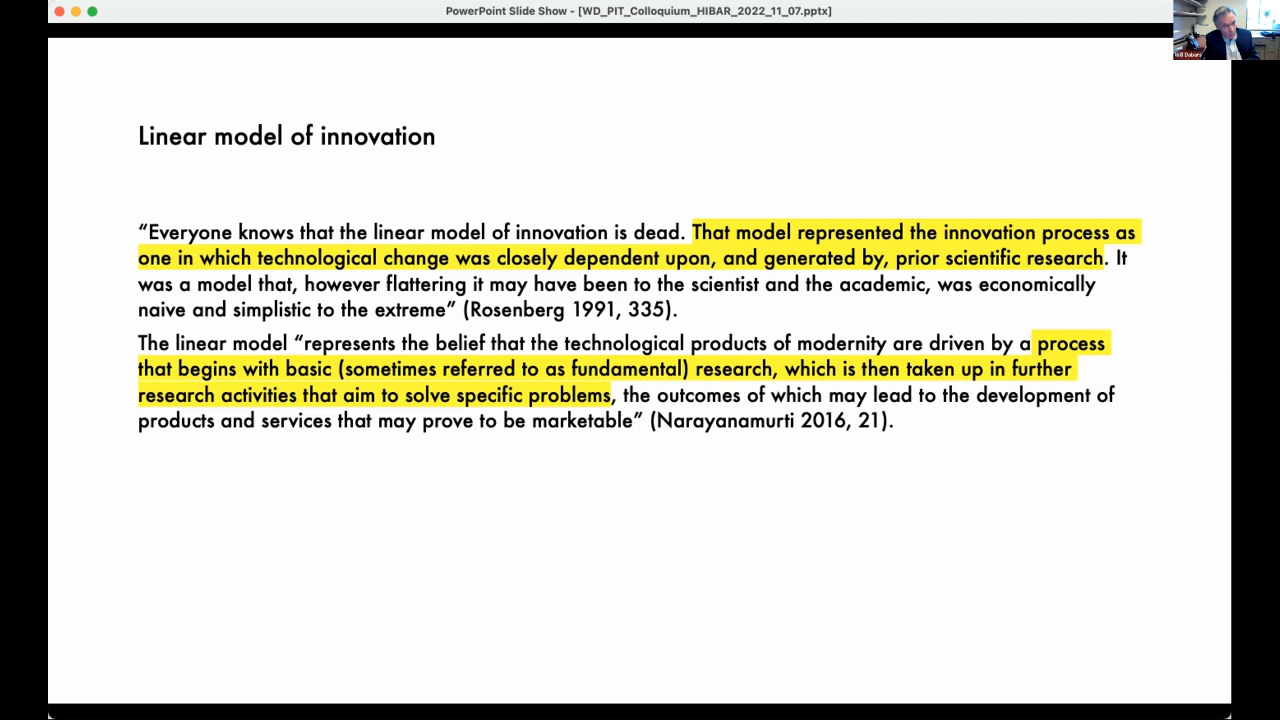 PowerPoint Slide Show - [WD_PIT_Colloquium_HIBAR_2022_11_07.pptx]
Will Dabars
Linear model of innovation
“Everyone knows that the linear model of innovation is dead. That model represented the innovation process as
one in which technological change was closely dependent upon, and generated by, prior scientific research. It
was a model that, however flattering it may have been to the scientist and the academic, was economically
naive and simplistic to the extreme” (Rosenberg 1991, 335).
The linear model “represents the belief that the technological products of modernity are driven by a process
that begins with basic (sometimes referred to as fundamental) research, which is then taken up in further
research activities that aim to solve specific problems, the outcomes of which may lead to the development of
products and services that may prove to be marketable” (Narayanamurti 2016, 21).